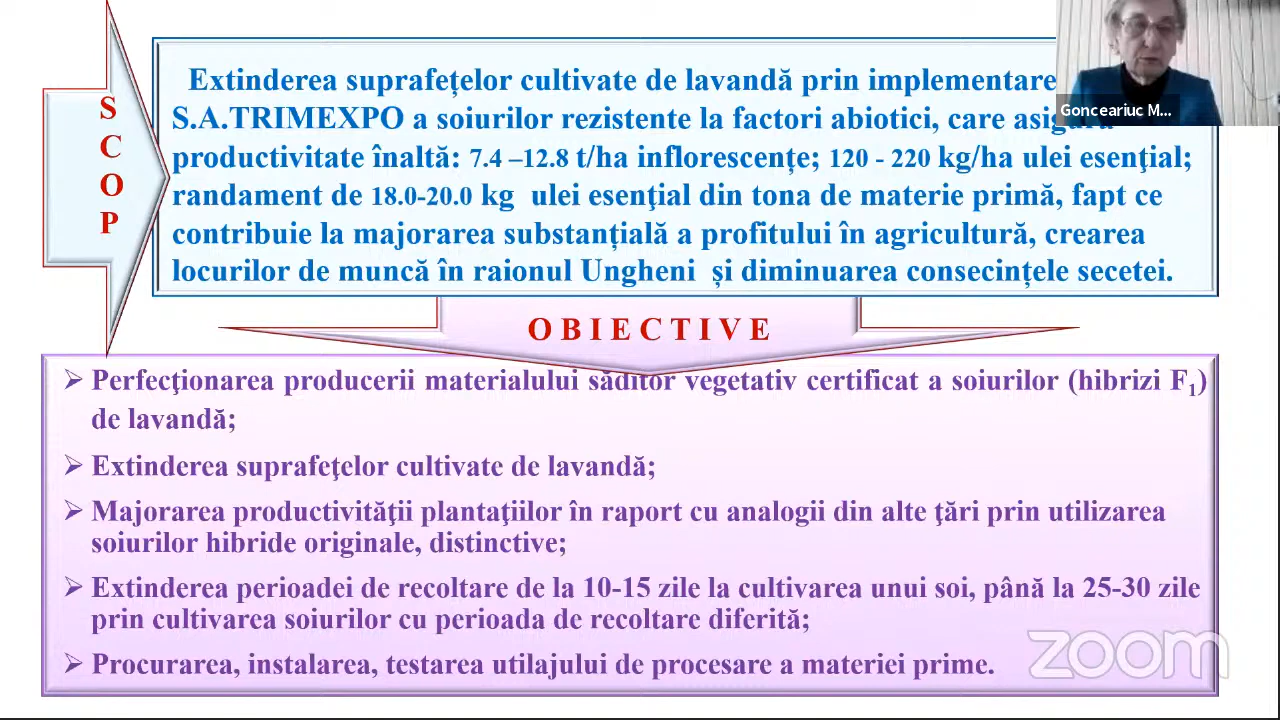 S
C
O
P
Extinderea suprafețelor cultivate de lavandă prin implementare
S.A.TRIMEXPO a soiurilor rezistente la factori abiotici, care asigură
productivitate înaltă: 7.4 –12.8 t/ha inflorescențe; 120 - 220 kg/ha ulei esenţial;
randament de 18.0-20.0 kg ulei esenţial din tona de materie primă, fapt ce
contribuie la majorarea substanțială a profitului în agricultură, crearea
locurilor de muncă în raionul Ungheni și diminuarea consecințele secetei.
Gonceariuc M...
O B I E C T I V E
➢ Perfecţionarea producerii materialului săditor vegetativ certificat a soiurilor (hibrizi F₁)
de lavandă;
➢ Extinderea suprafeţelor cultivate de lavandă;
➢ Majorarea productivităţii plantaţiilor în raport cu analogii din alte ţări prin utilizarea
soiurilor hibride originale, distinctive;
➢ Extinderea perioadei de recoltare de la 10-15 zile la cultivarea unui soi, până la 25-30 zile
prin cultivarea soiurilor cu perioada de recoltare diferită;
➢ Procurarea, instalarea, testarea utilajului de procesare a materiei prime.
zoom